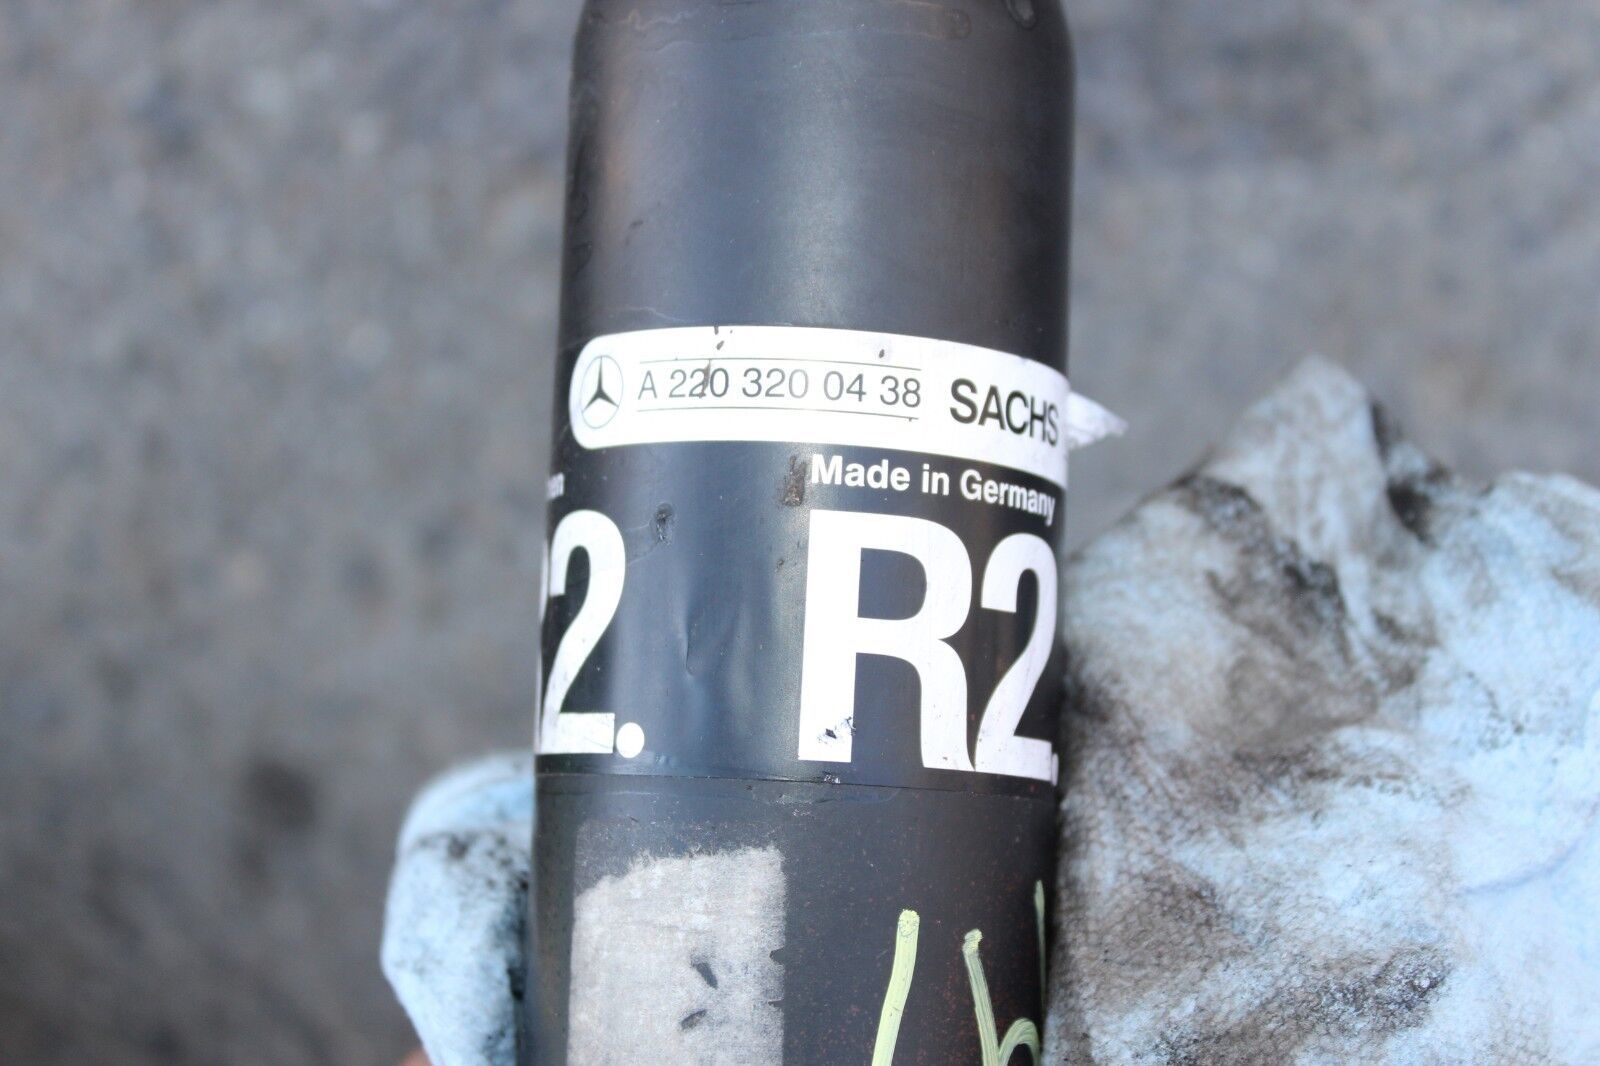 A 220 320 04 38 SACHS
Made in Germany
2. R2.